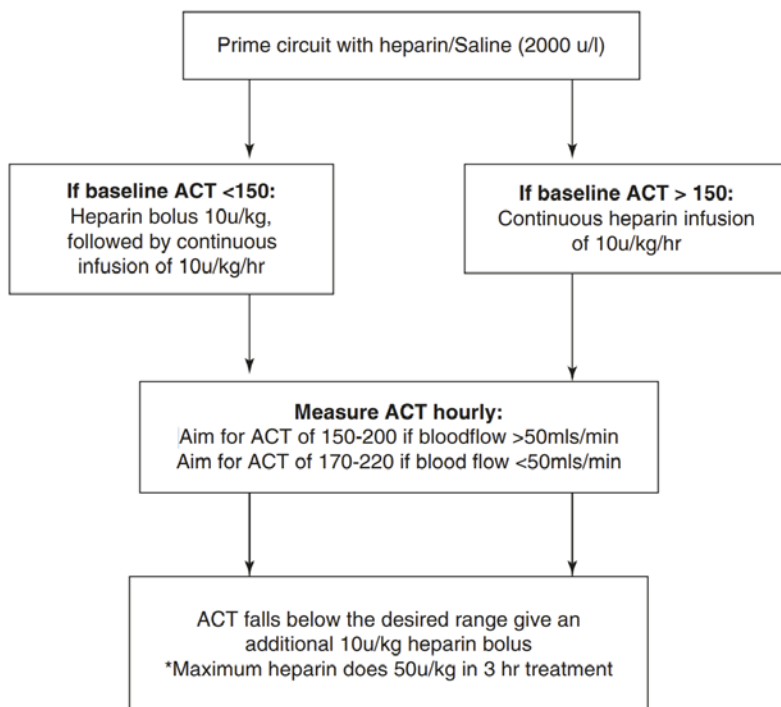 Prime circuit with heparin/Saline (2000 u/l)
If baseline ACT <150:
Heparin bolus 10u/kg,
followed by continuous
infusion of 10u/kg/hr
If baseline ACT > 150:
Continuous heparin infusion
of 10u/kg/hr
Measure ACT hourly:
Aim for ACT of 150-200 if bloodflow >50mls/min
Aim for ACT of 170-220 if blood flow <50mls/min
ACT falls below the desired range give an
additional 10u/kg heparin bolus
*Maximum heparin does 50u/kg in 3 hr treatment